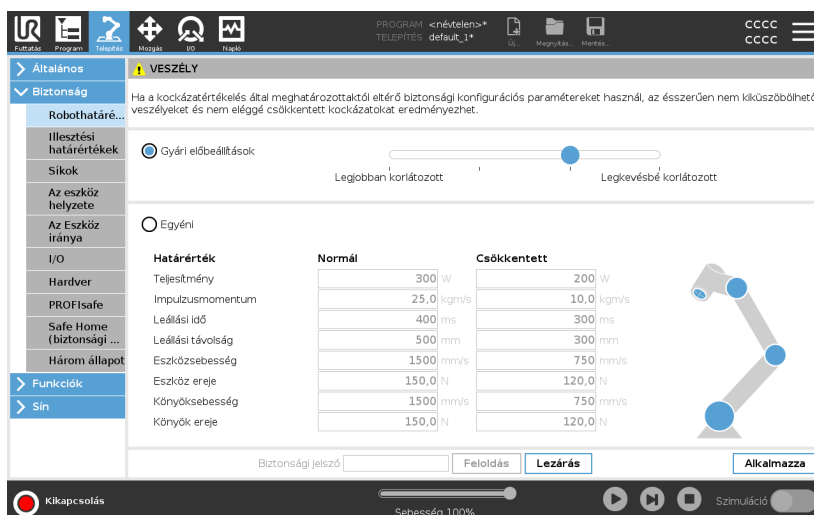 PROGRAM <névtelen>*
TELEPÍTÉS default_1*
CCCC
CCCC
Futtatás Program Telepítés Mozgás I/O Napló Új... Megnyitás... Mentés...
Általános
Biztonság
Robothatáré...
Illesztési
határértékek
Síkok
Az eszköz
helyzete
Az Eszköz
iránya
I/O
Hardver
PROFIsafe
Safe Home
(biztonsági ...
Három állapot
Funkciók
Sín
VESZÉLY
Ha a kockázatértékelés által meghatározottaktól eltérő biztonsági konfigurációs paramétereket használ, az ésszerűen nem kiküszöbölhető
veszélyeket és nem eléggé csökkentett kockázatokat eredményezhet.
Gyári előbeállítások
Legjobban korlátozott Legkevésbé korlátozott
Egyéni
Határérték Normál Csökkentett
Teljesítmény 300 W 200 W
Impulzusmomentum 25,0 kgm/s 10,0 kgm/s
Leállási idő 400 ms 300 ms
Leállási távolság 500 mm 300 mm
Eszközsebesség 1500 mm/s 750 mm/s
Eszköz ereje 150,0 N 120,0 N
Könyöksebesség 1500 mm/s 750 mm/s
Könyök ereje 150,0 N 120,0 N
Biztonsági jelszó Feloldás Lezárás Alkalmazza
Kikapcsolás Sebesség 100% Szimuláció